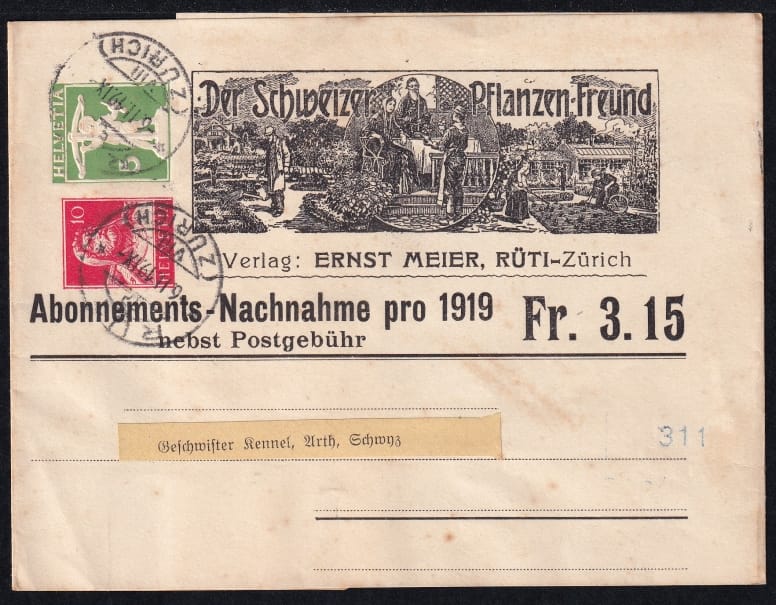 Der Schweizer Pflanzen-Freund
HELVETIA
5
10
(ZÜRICH)
(ZÜRICH)
Verlag: ERNST MEIER, RÜTI-Zürich
Abonnements-Nachnahme pro 1919
nebst Postgebühr
Fr. 3.15
Geschwister Kennel, Arth, Schwyz
311